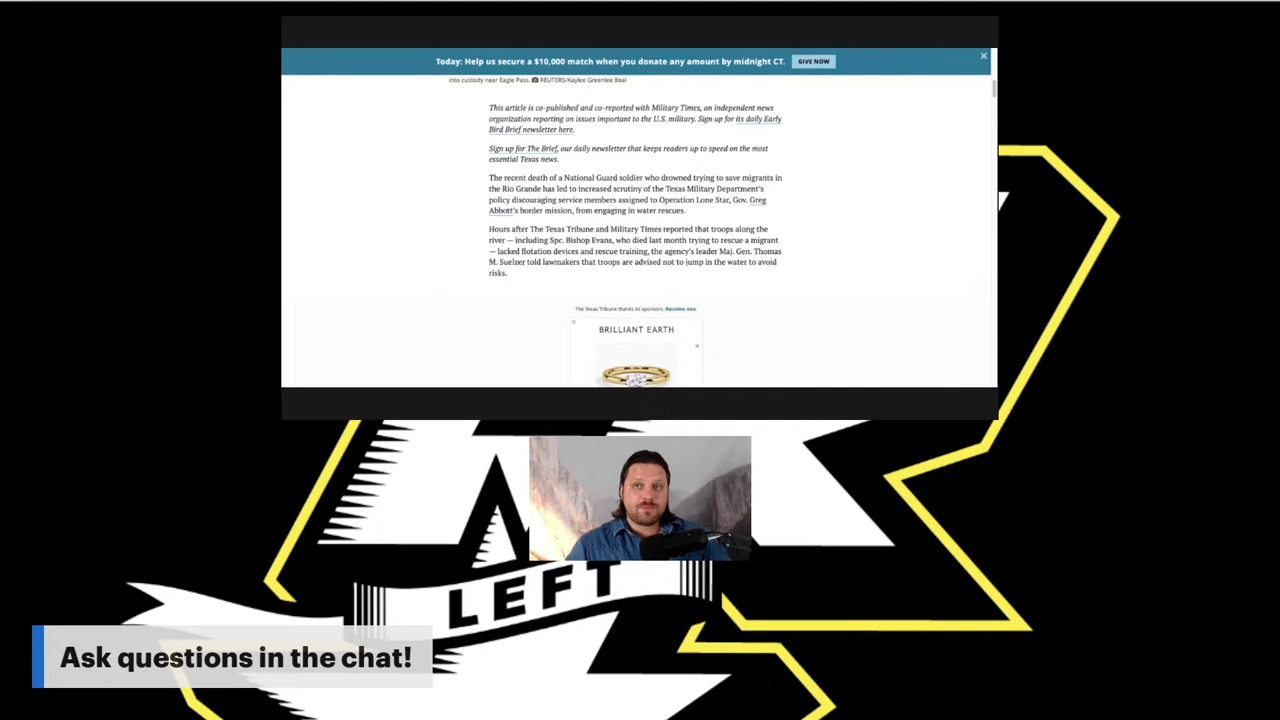 Today: Help us secure a $10,000 match when you donate any amount by midnight CT. GIVE NOW
into custody near Eagle Pass. REUTERS/Kaylee Greenlee Beal
This article is co-published and co-reported with Military Times, an independent news
organization reporting on issues important to the U.S. military. Sign up for its daily Early
Bird Brief newsletter here.
Sign up for The Brief, our daily newsletter that keeps readers up to speed on the most
essential Texas news.
The recent death of a National Guard soldier who drowned trying to save migrants in
the Rio Grande has led to increased scrutiny of the Texas Military Department's
policy discouraging service members assigned to Operation Lone Star, Gov. Greg
Abbott's border mission, from engaging in water rescues.
Hours after The Texas Tribune and Military Times reported that troops along the
river — including Spc. Bishop Evans, who died last month trying to rescue a migrant
— lacked flotation devices and rescue training, the agency's leader Maj. Gen. Thomas
M. Suelzer told lawmakers that troops are advised not to jump in the water to avoid
risks.
The Texas Tribune thanks its sponsors. Become one.
BRILLIANT EARTH
LEFT
Ask questions in the chat!